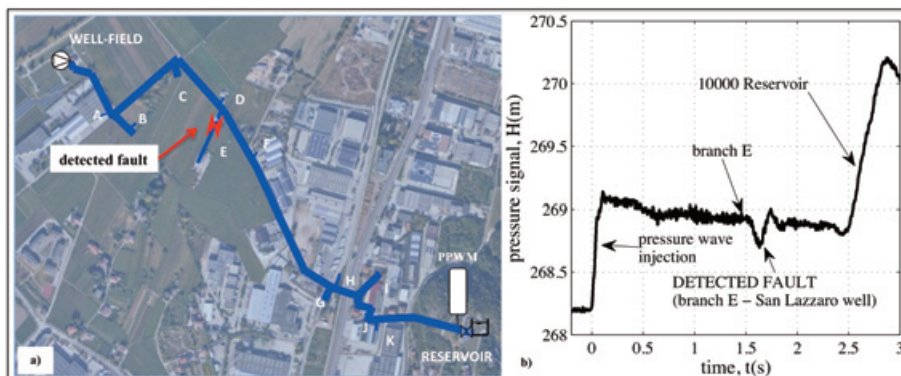 WELL-FIELD
A
B
C
D
E
F
detected fault
G
H
I
J
K
PPWM
RESERVOIR
a)
270.5
270
269.5
269
268.5
268
pressure signal, H(m)
10000 Reservoir
branch E
pressure wave
injection
DETECTED FAULT
(branch E – San Lazzaro well)
0
0.5
1
1.5
2
2.5
3
time, t(s)
b)